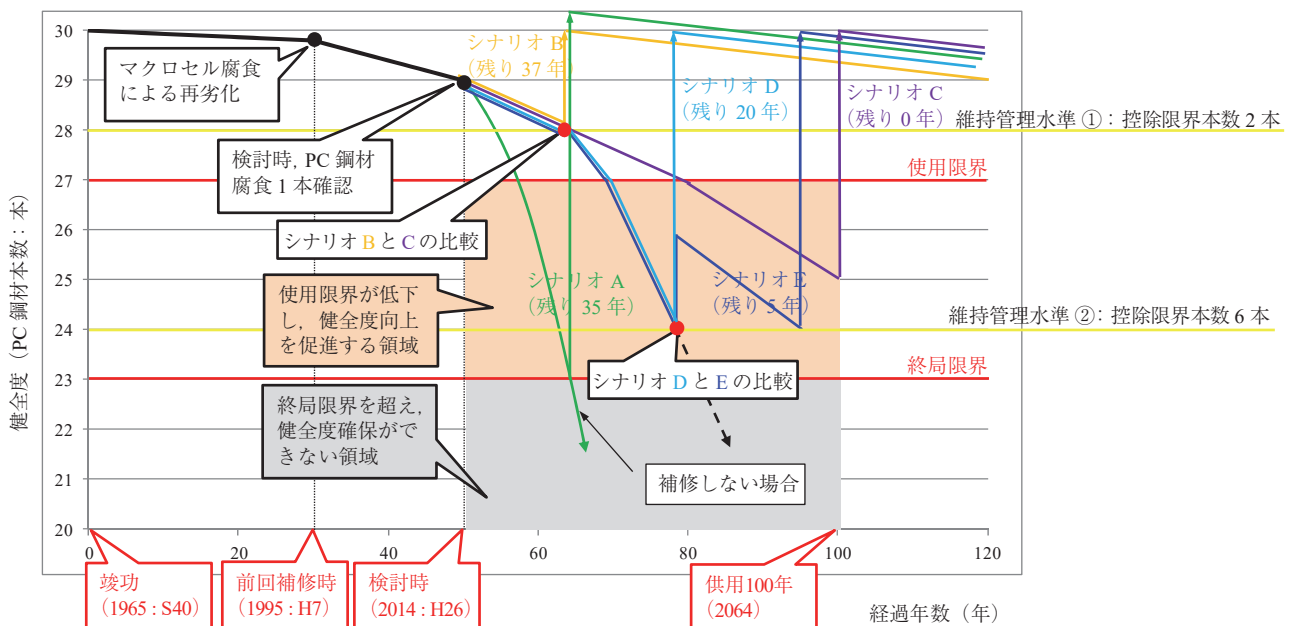 健全度（PC 鋼材本数：本）
30
29
28
27
26
25
24
23
22
21
20
0
20
40
60
80
100
120
経過年数（年）
マクロセル腐食
による再劣化
検討時, PC 鋼材
腐食 1 本確認
シナリオ B と C の比較
シナリオ B
（残り 37 年）
シナリオ D
（残り 20 年）
シナリオ C
（残り 0 年）
維持管理水準 ①：控除限界本数 2 本
使用限界
使用限界が低下
し，健全度向上
を促進する領域
シナリオ A
（残り 35 年）
シナリオ E
（残り 5 年）
維持管理水準 ②：控除限界本数 6 本
終局限界
シナリオ D と E の比較
終局限界を超え，
健全度確保がで
きない領域
補修しない場合
竣功
（1965 : S40）
前回補修時
（1995 : H7）
検討時
（2014 : H26）
供用100年
（2064）